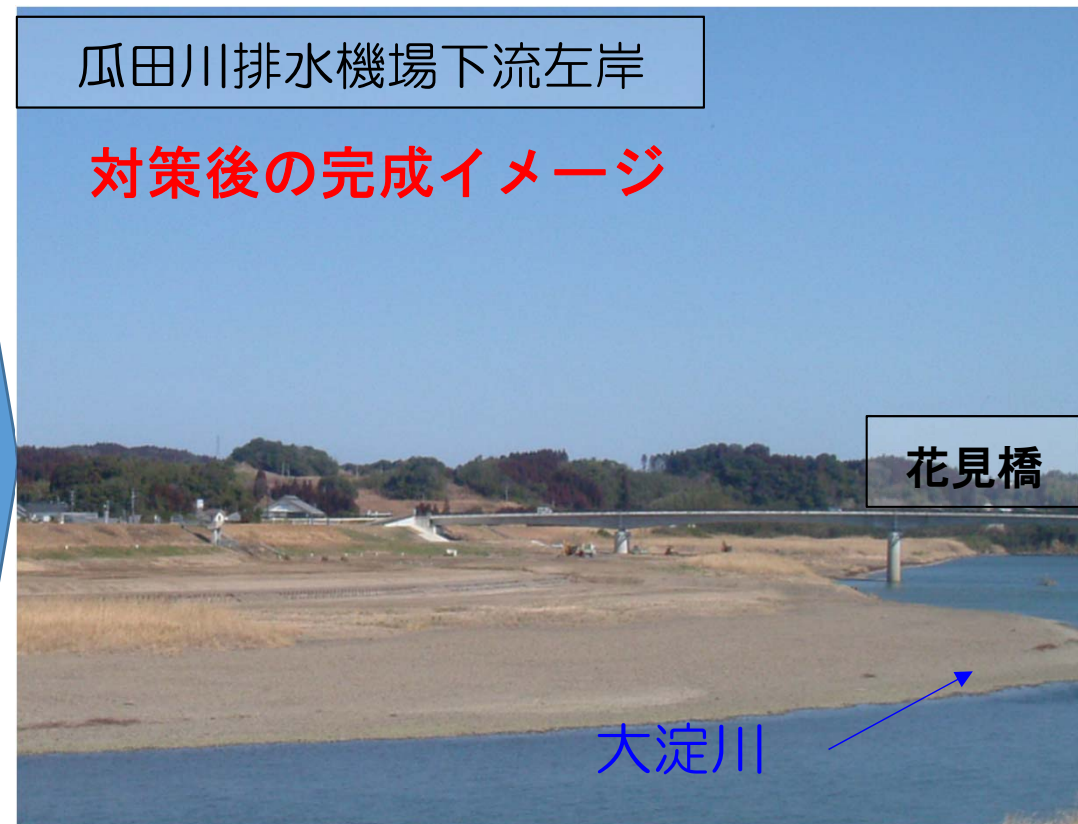 瓜田川排水機場下流左岸
対策後の完成イメージ
花見橋
大淀川